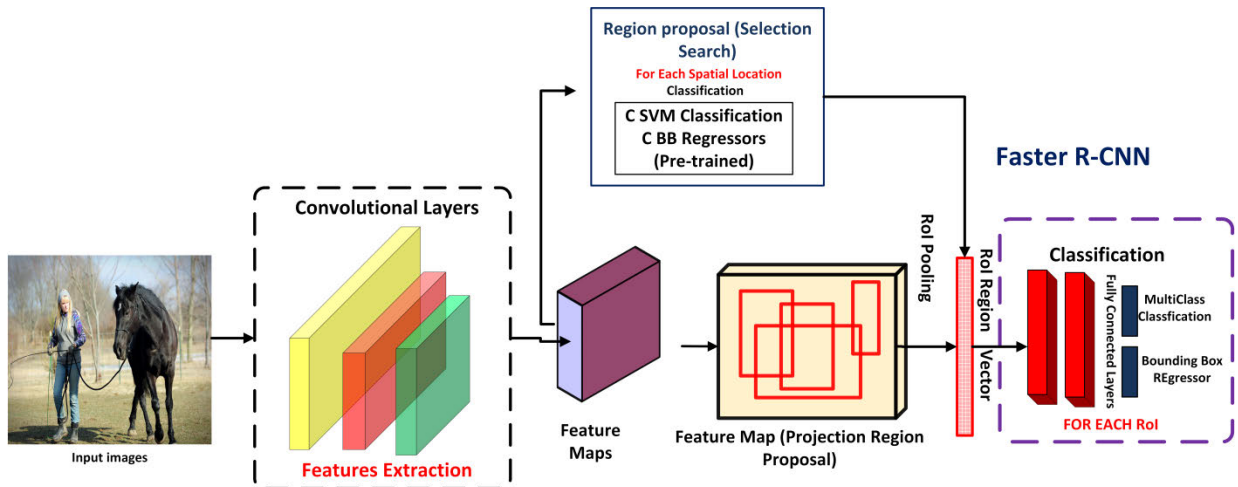 Region proposal (Selection
Search)
For Each Spatial Location
Classification
C SVM Classification
C BB Regressors
(Pre-trained)
Faster R-CNN
Convolutional Layers
Features Extraction
Input images
Feature
Maps
Feature Map (Projection Region
Proposal)
RoI Pooling
RoI Region
Vector
Classification
Fully Connected Layers
MultiClass
Classfication
Bounding Box
REgressor
FOR EACH RoI